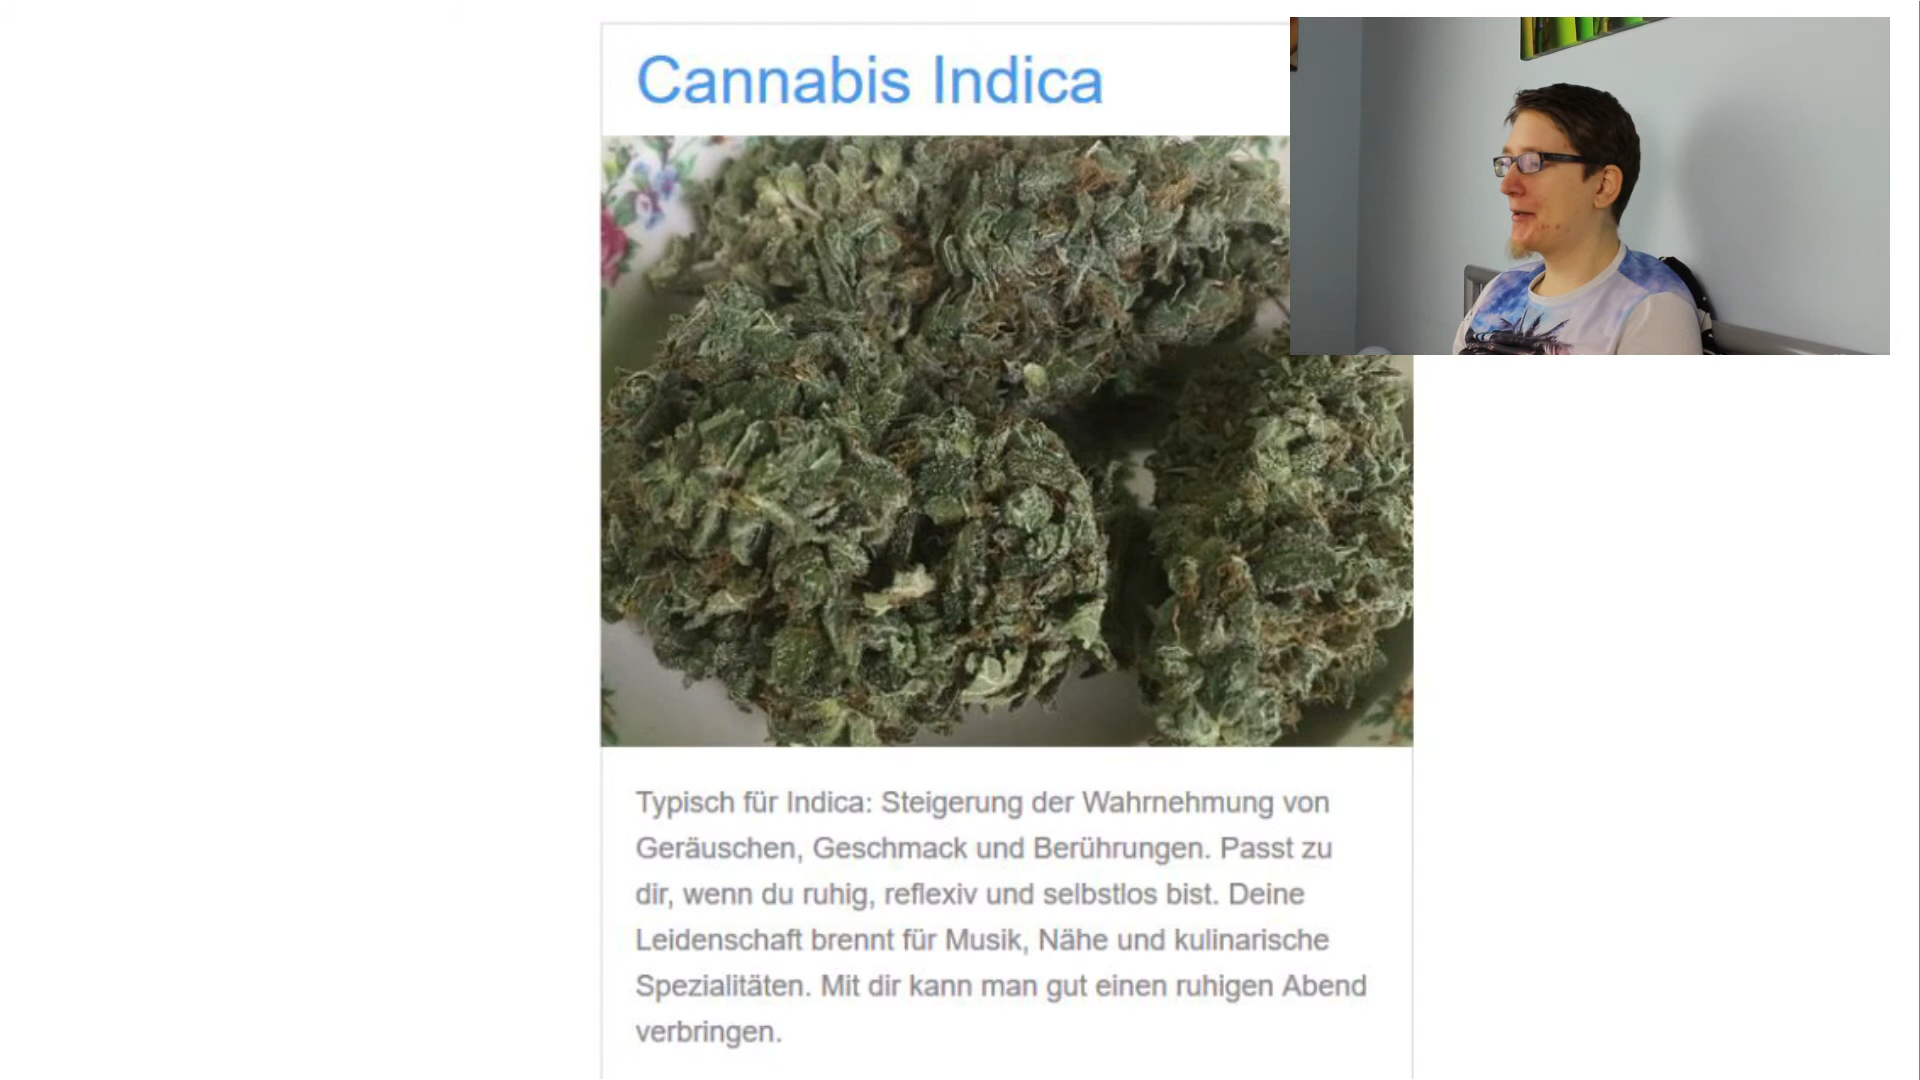 Cannabis Indica
Typisch für Indica: Steigerung der Wahrnehmung von
Geräuschen, Geschmack und Berührungen. Passt zu
dir, wenn du ruhig, reflexiv und selbstlos bist. Deine
Leidenschaft brennt für Musik, Nähe und kulinarische
Spezialitäten. Mit dir kann man gut einen ruhigen Abend
verbringen.